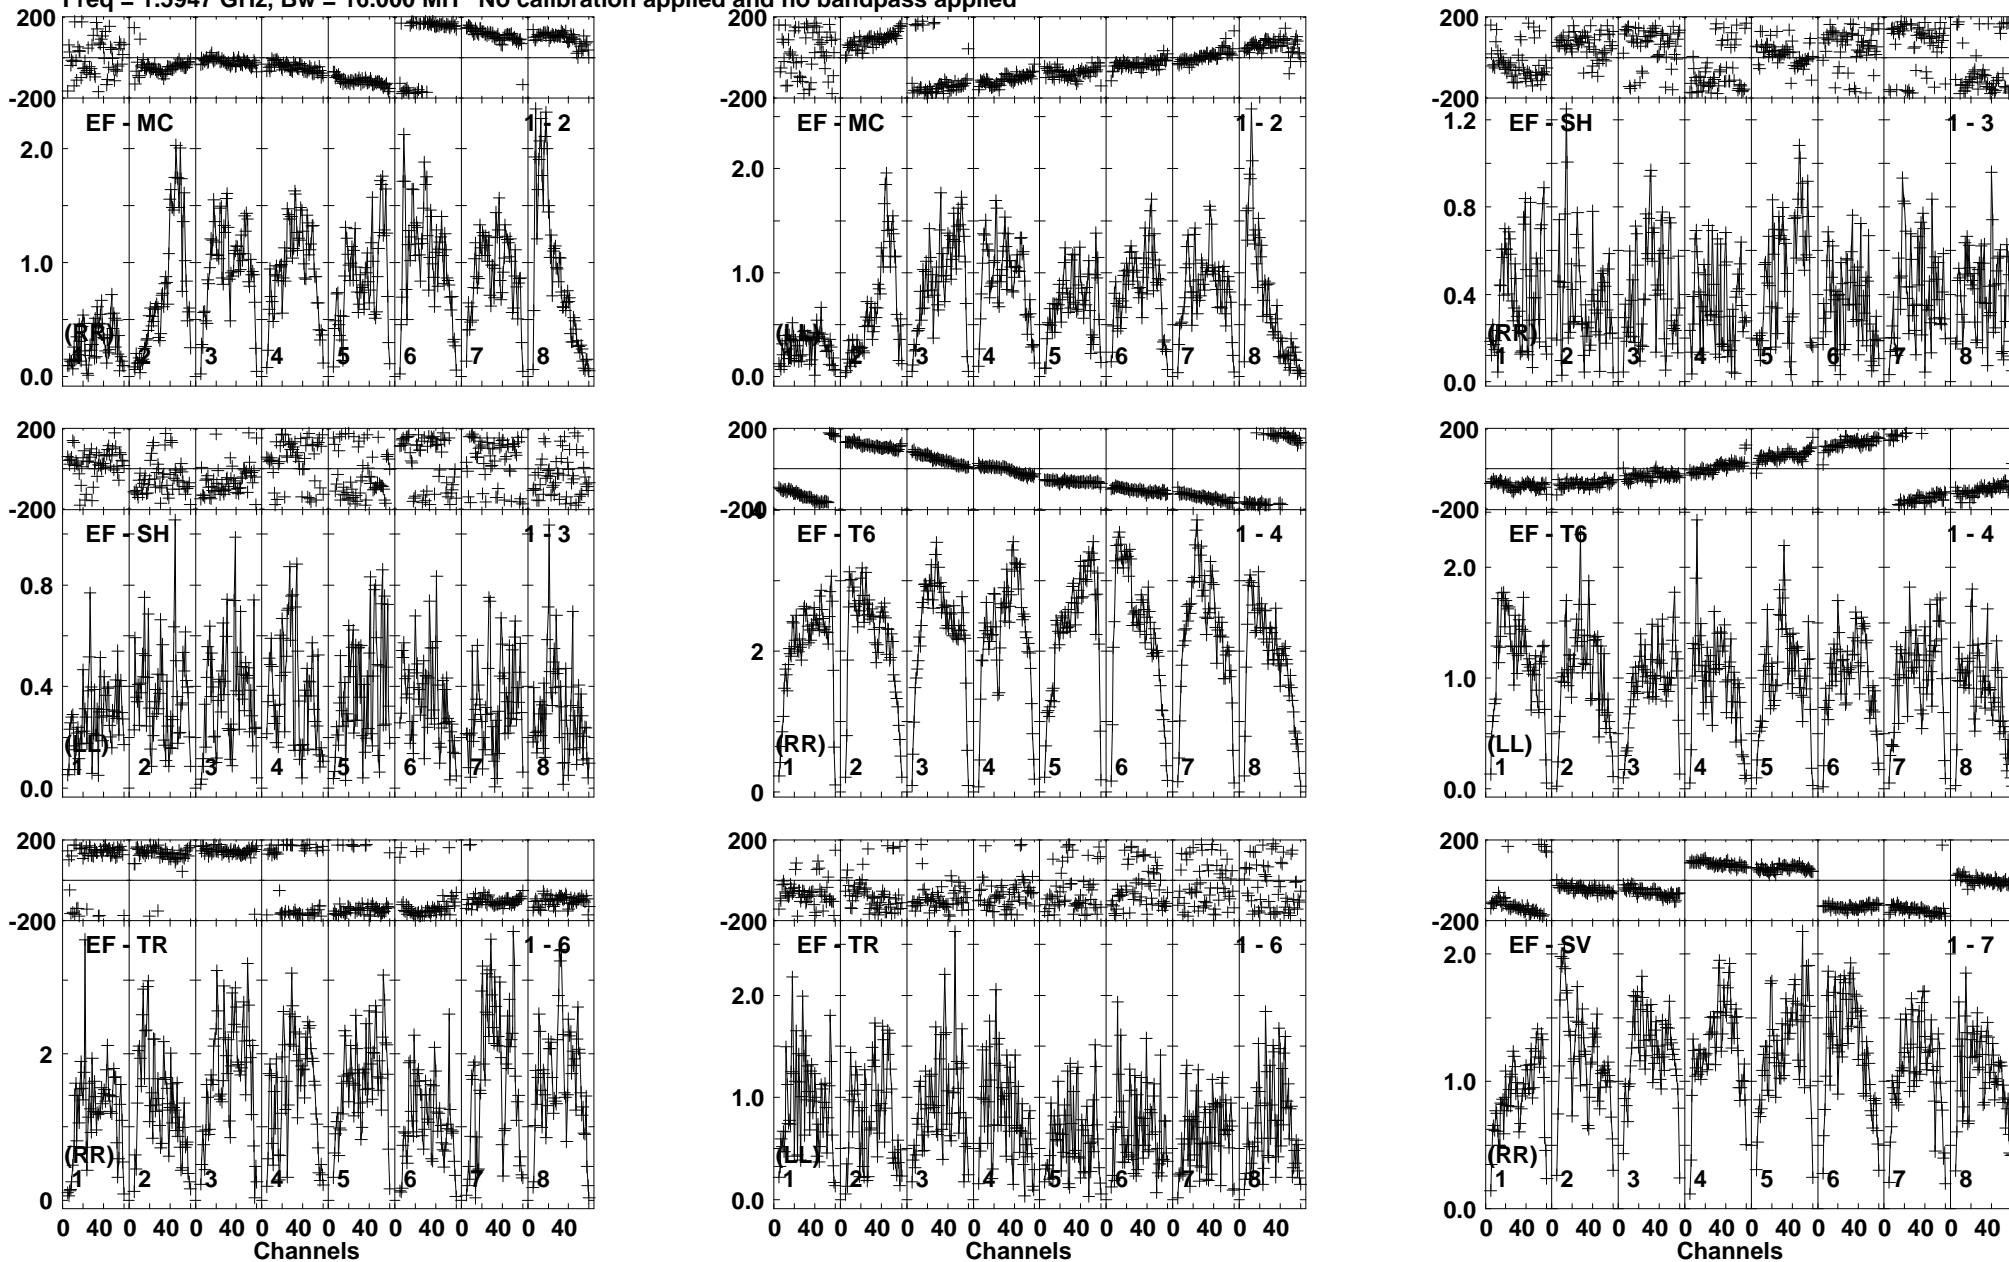 Freq = 1.5947 GHz, Bw = 16.000 MH No calibration applied and no bandpass applied
200 200 200
-200 -200 -200
EF - MC 1 - 2 EF - MC 1 - 2 EF - SH 1 - 3
1.2
2.0 2.0
0.8
1.0 1.0
0.4
(RR) (LL) (RR)
1 2 3 4 5 6 7 8 1 2 3 4 5 6 7 8 1 2 3 4 5 6 7 8
0.0 0.0 0.0
200 200 200
-200 -200 -200
4
EF - SH 1 - 3 EF - T6 1 - 4 EF - T6 1 - 4
2.0
0.8
2
0.4 1.0
(LL) (RR) (LL)
1 2 3 4 5 6 7 8 1 2 3 4 5 6 7 8 1 2 3 4 5 6 7 8
0.0 0 0.0
200 200 200
-200 -200 -200
EF - TR 1 - 6 EF - TR 1 - 6 EF - SV 1 - 7
2.0 2.0
2
1.0 1.0
(RR) (LL) (RR)
1 2 3 4 5 6 7 8 1 2 3 4 5 6 7 8 1 2 3 4 5 6 7 8
0 0.0 0.0
0 40 0 40 0 40 0 40 0 40 0 40 0 40 0 40 0 40 0 40 0 40 0 40 0 40 0 40 0 40 0 40 0 40 0 40 0 40 0 40 0 40 0 40 0 40 0 40
Channels Channels Channels